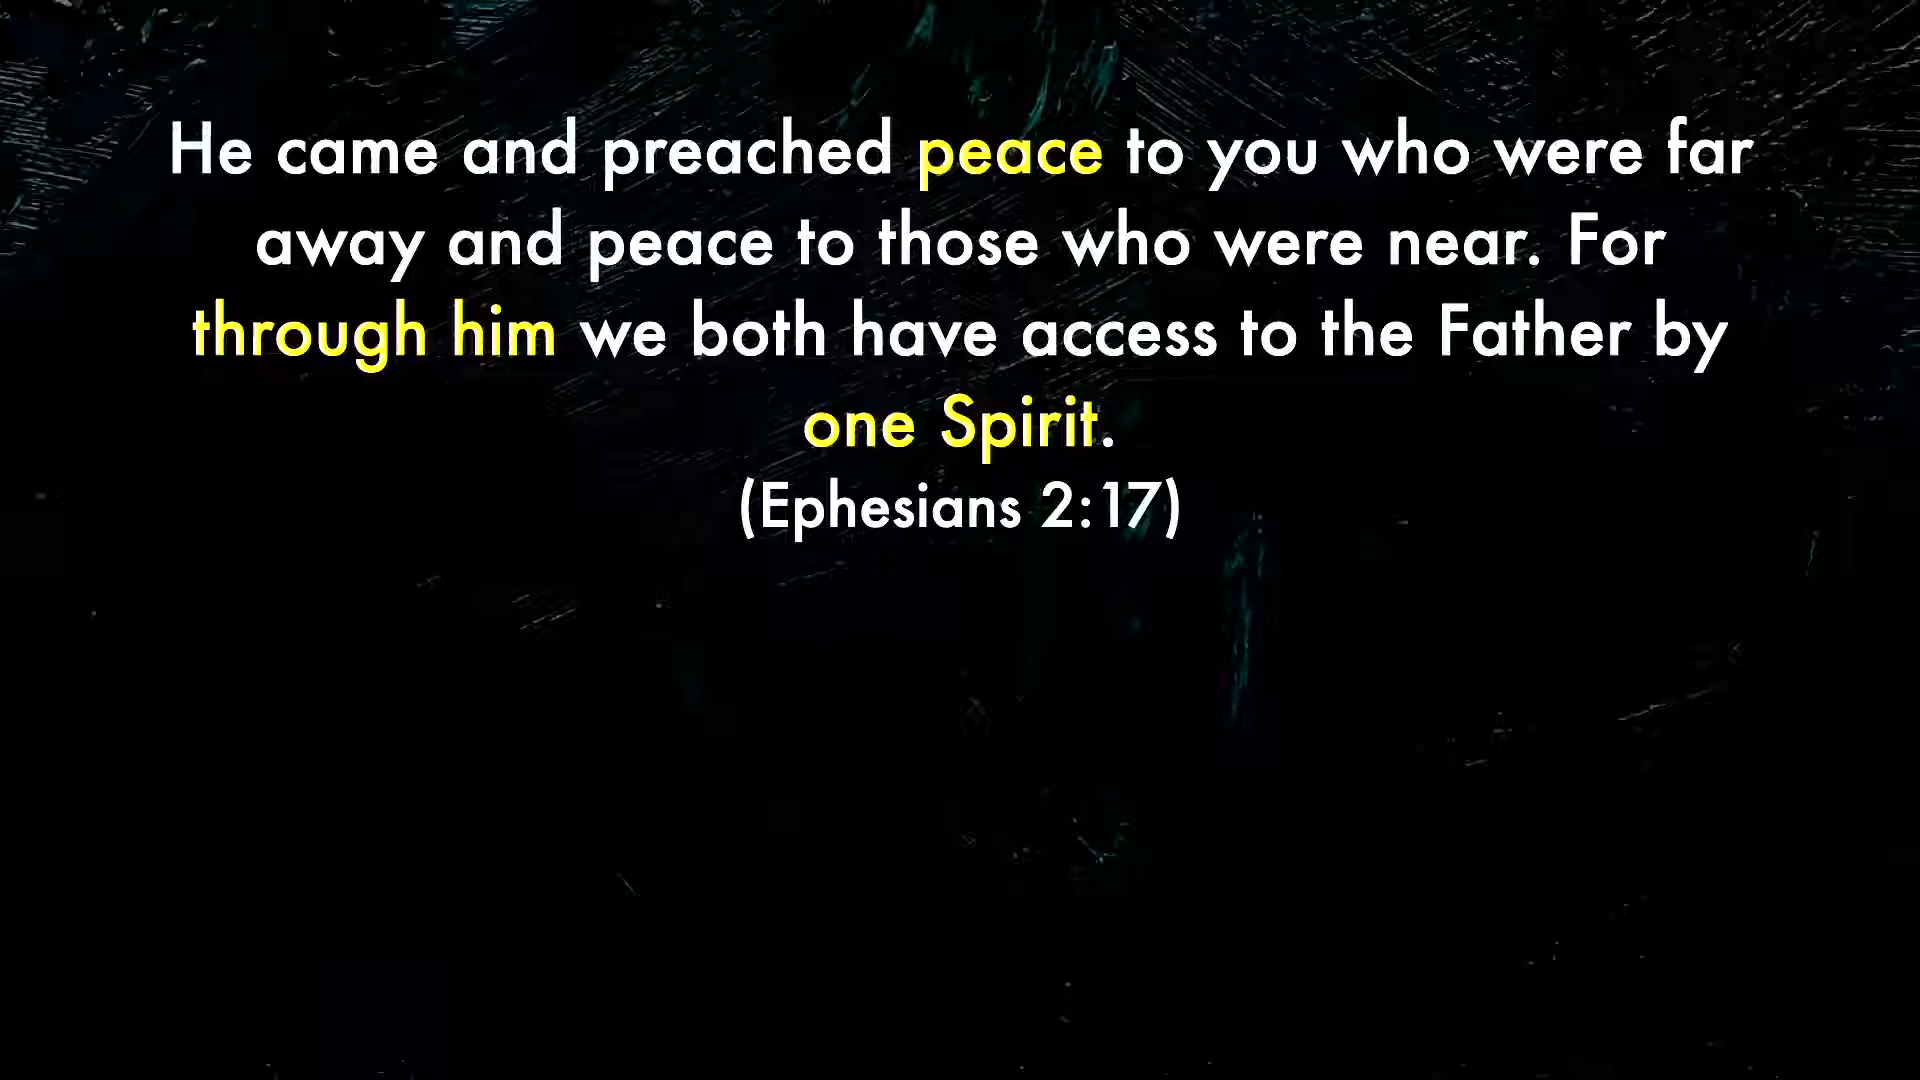 He came and preached peace to you who were far
away and peace to those who were near. For
through him we both have access to the Father by
one Spirit.
(Ephesians 2:17)